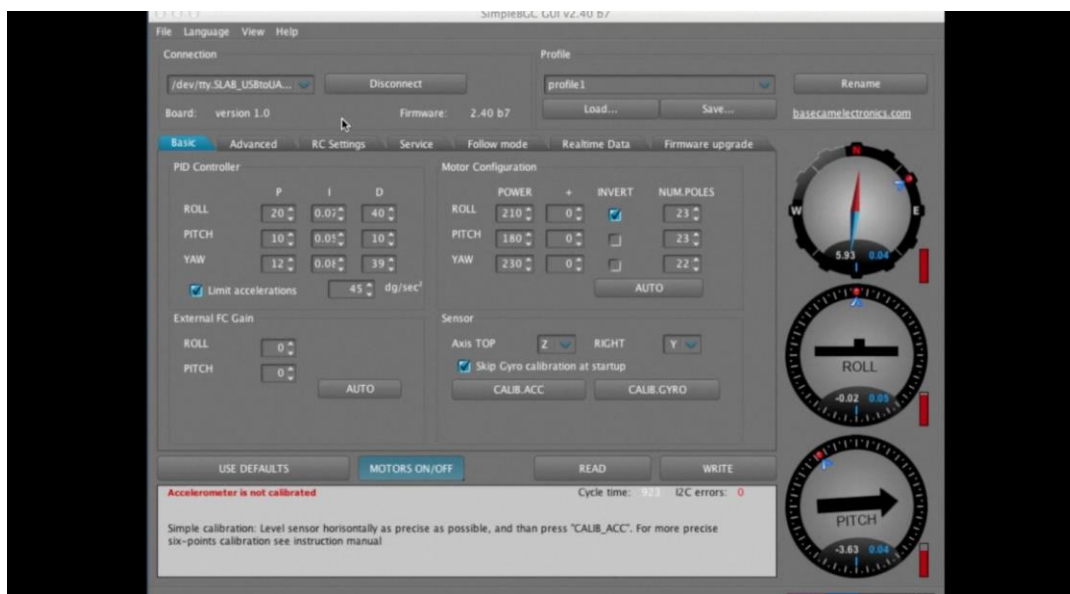 SimpleBGC GUI v2.40 b7
File Language View Help
Connection
Profile
/dev/tty.SLAB_USBtoUA... Disconnect
profile1
Rename
Load... Save...
Board: version 1.0 Firmware: 2.40 b7
basecamelectronics.com
Basic Advanced RC Settings Service Follow mode Realtime Data Firmware upgrade
PID Controller
P I D
ROLL 20 0.07 40
PITCH 10 0.05 10
YAW 12 39
Limit accelerations 45 dg/sec²
Motor Configuration
POWER + INVERT NUM.POLES
ROLL 210 0 23
PITCH 180 0 23
YAW 230 0 22
AUTO
External FC Gain
ROLL 0
PITCH 0
AUTO
Sensor
Axis TOP Z RIGHT Y
Skip Gyro calibration at startup
CALIB.ACC CALIB.GYRO
N
W E
5.93 0.04
ROLL
-0.02 0.05
PITCH
-3.63 0.04
USE DEFAULTS MOTORS ON/OFF READ WRITE
Accelerometer is not calibrated Cycle time: 923 I2C errors: 0
Simple calibration: Level sensor horisontally as precise as possible, and than press "CALIB_ACC". For more precise
six-points calibration see instruction manual